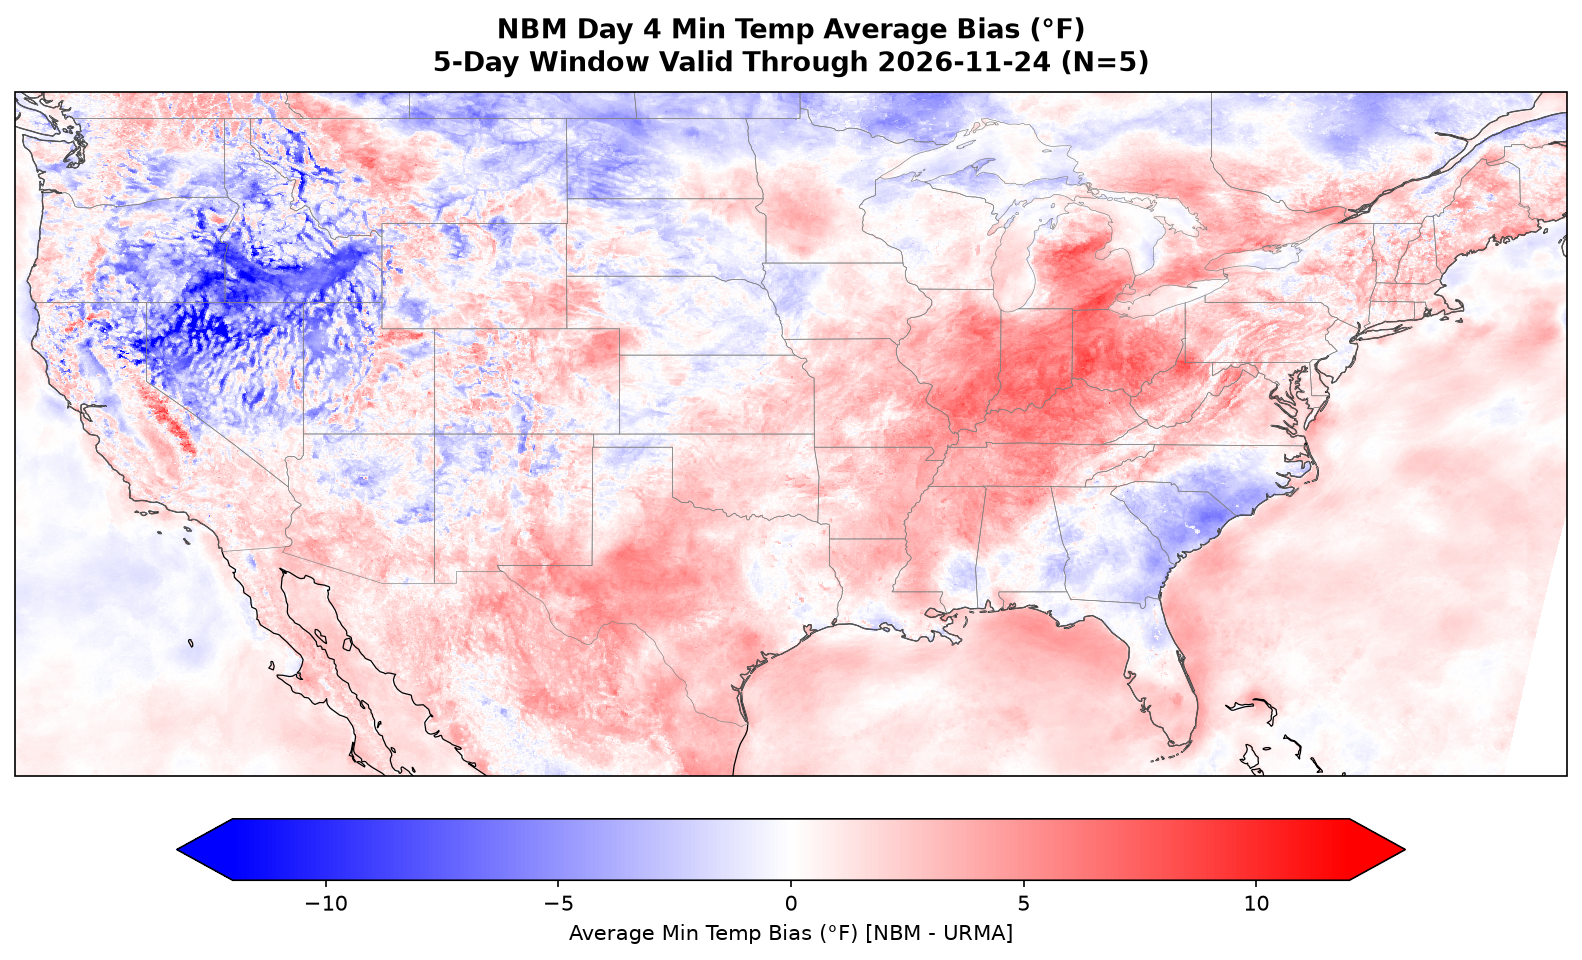 NBM Day 4 Min Temp Average Bias (°F)
5-Day Window Valid Through 2026-11-24 (N=5)
−10 −5 0 5 10
Average Min Temp Bias (°F) [NBM - URMA]